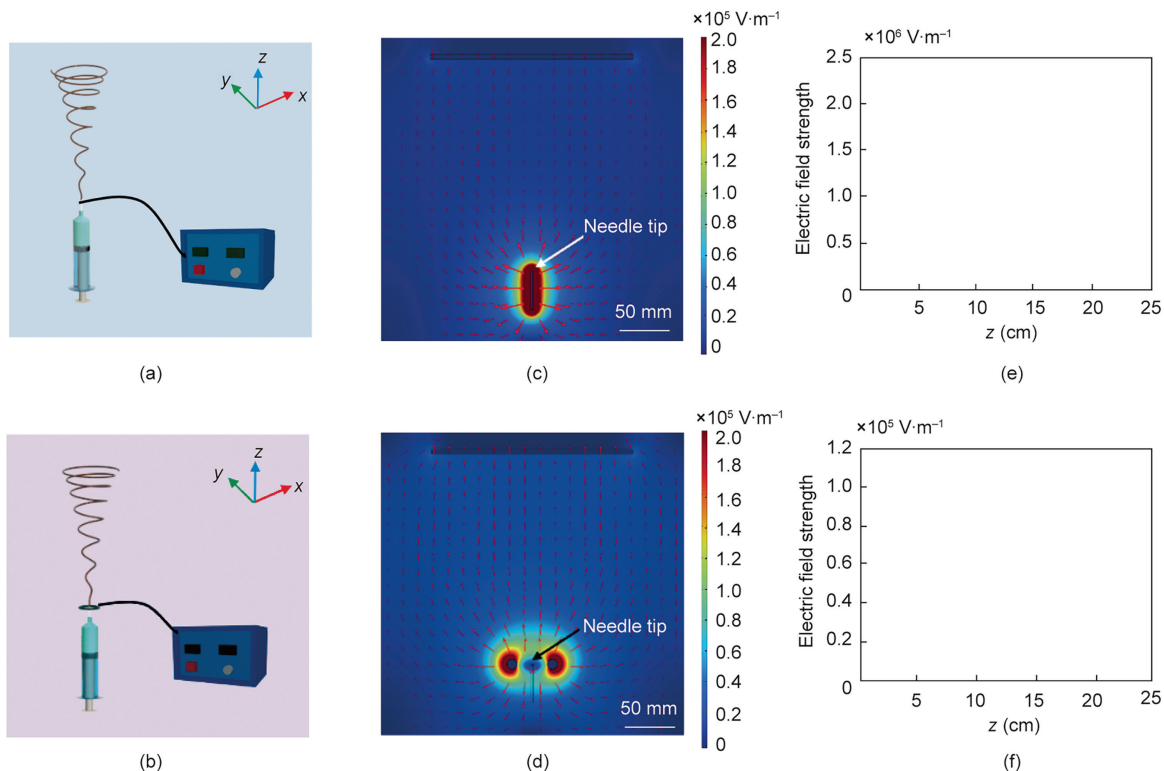 z
y
x
(a)
×10⁵ V·m⁻¹
2.0
1.8
1.6
1.4
1.2
1.0
0.8
0.6
0.4
0.2
0
Needle tip
50 mm
(c)
×10⁶ V·m⁻¹
2.5
2.0
1.5
1.0
0.5
0
Electric field strength
5 10 15 20 25
z (cm)
(e)
z
y
x
(b)
×10⁵ V·m⁻¹
2.0
1.8
1.6
1.4
1.2
1.0
0.8
0.6
0.4
0.2
0
Needle tip
50 mm
(d)
×10⁵ V·m⁻¹
1.2
1.0
0.8
0.6
0.4
0.2
0
Electric field strength
5 10 15 20 25
z (cm)
(f)